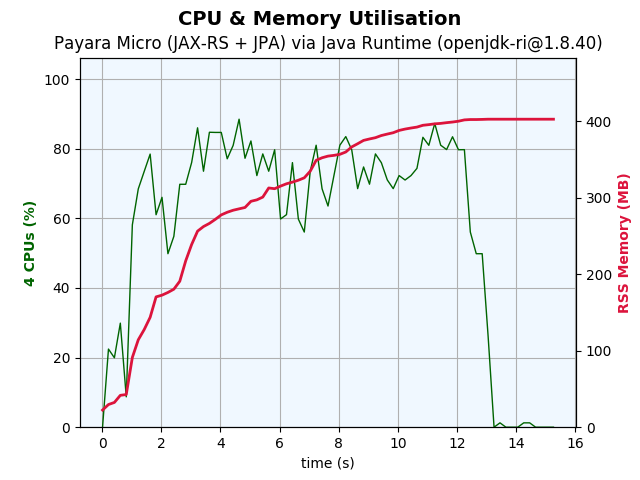 CPU & Memory Utilisation
Payara Micro (JAX-RS + JPA) via Java Runtime (openjdk-ri@1.8.40)
100
80
60
40
20
0
4 CPUs (%)
400
300
200
100
0
RSS Memory (MB)
0 2 4 6 8 10 12 14 16
time (s)